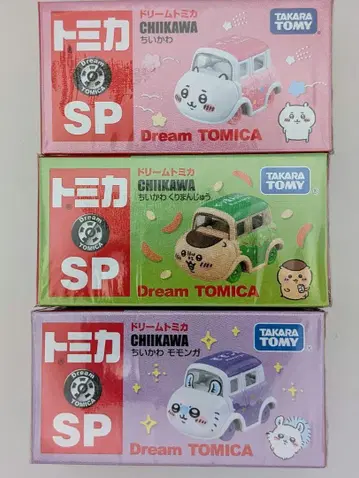 トミカ
Dream
TOMICA
SP
ドリームトミカ
CHIIKAWA
ちいかわ
TAKARA
TOMY
Dream TOMICA
トミカ
Dream
TOMICA
SP
ドリームトミカ
CHIIKAWA
ちいかわ くりまんじゅう
TAKARA
TOMY
Dream TOMICA
トミカ
Dream
TOMICA
SP
ドリームトミカ
CHIIKAWA
ちいかわ モモンガ
TAKARA
TOMY
Dream TOMICA